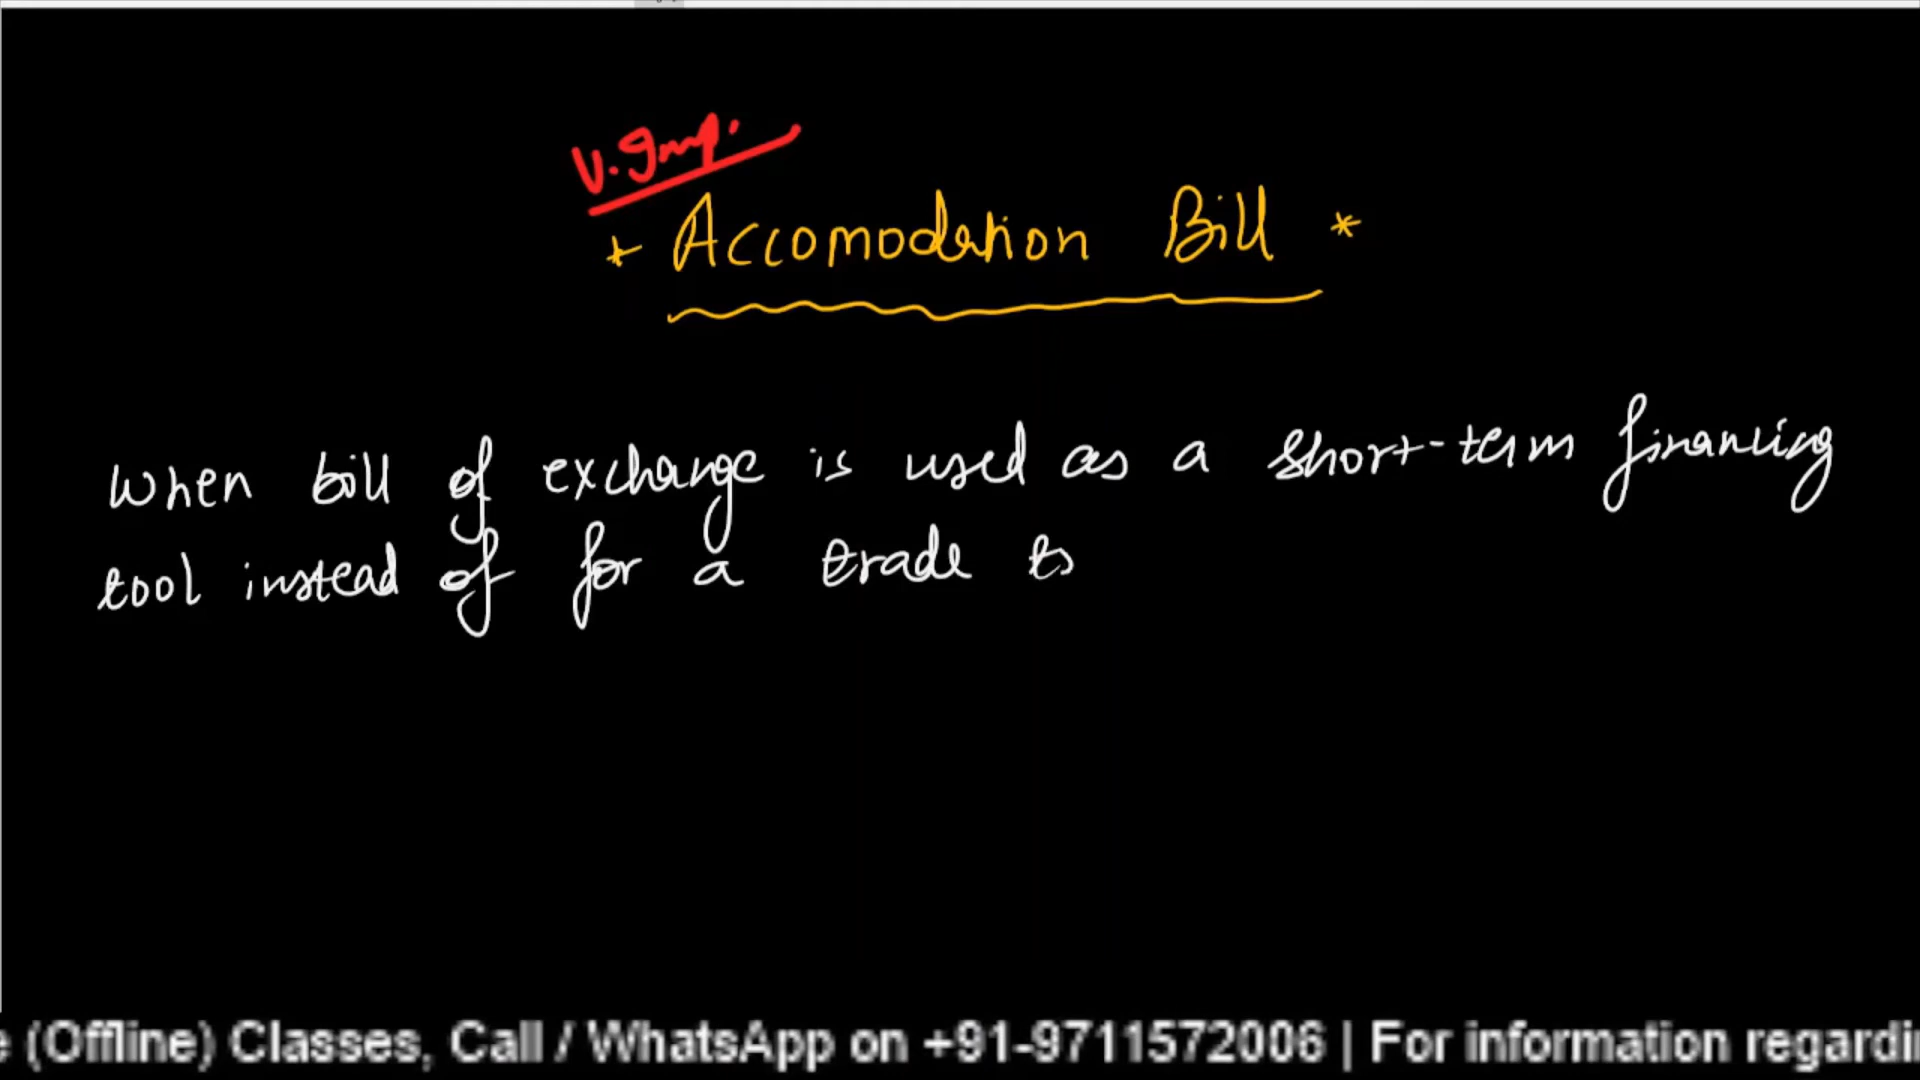 V. Imp.
* Accomodation Bill *
When bill of exchange is used as a short-term financing
tool instead of for a trade ts
e (Offline) Classes, Call / WhatsApp on +91-9711572006 | For information regardi